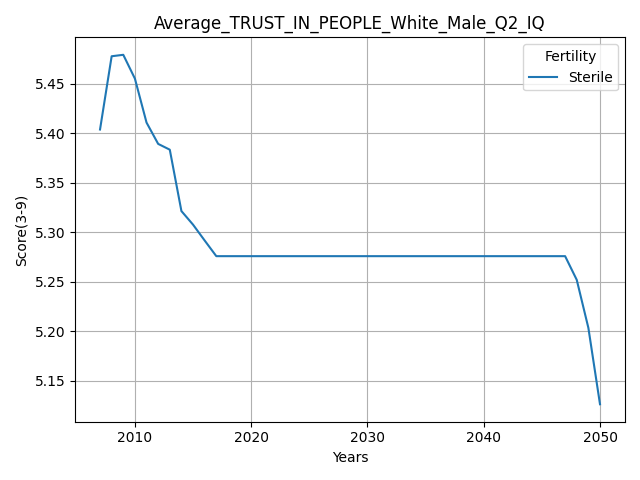 Average_TRUST_IN_PEOPLE_White_Male_Q2_IQ
Fertility
Sterile
Score(3-9)
5.45
5.40
5.35
5.30
5.25
5.20
5.15
2010 2020 2030 2040 2050
Years